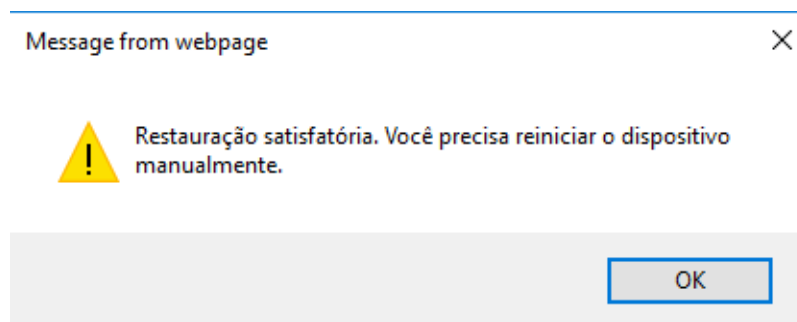 Message from webpage
Restauração satisfatória. Você precisa reiniciar o dispositivo
manualmente.
OK